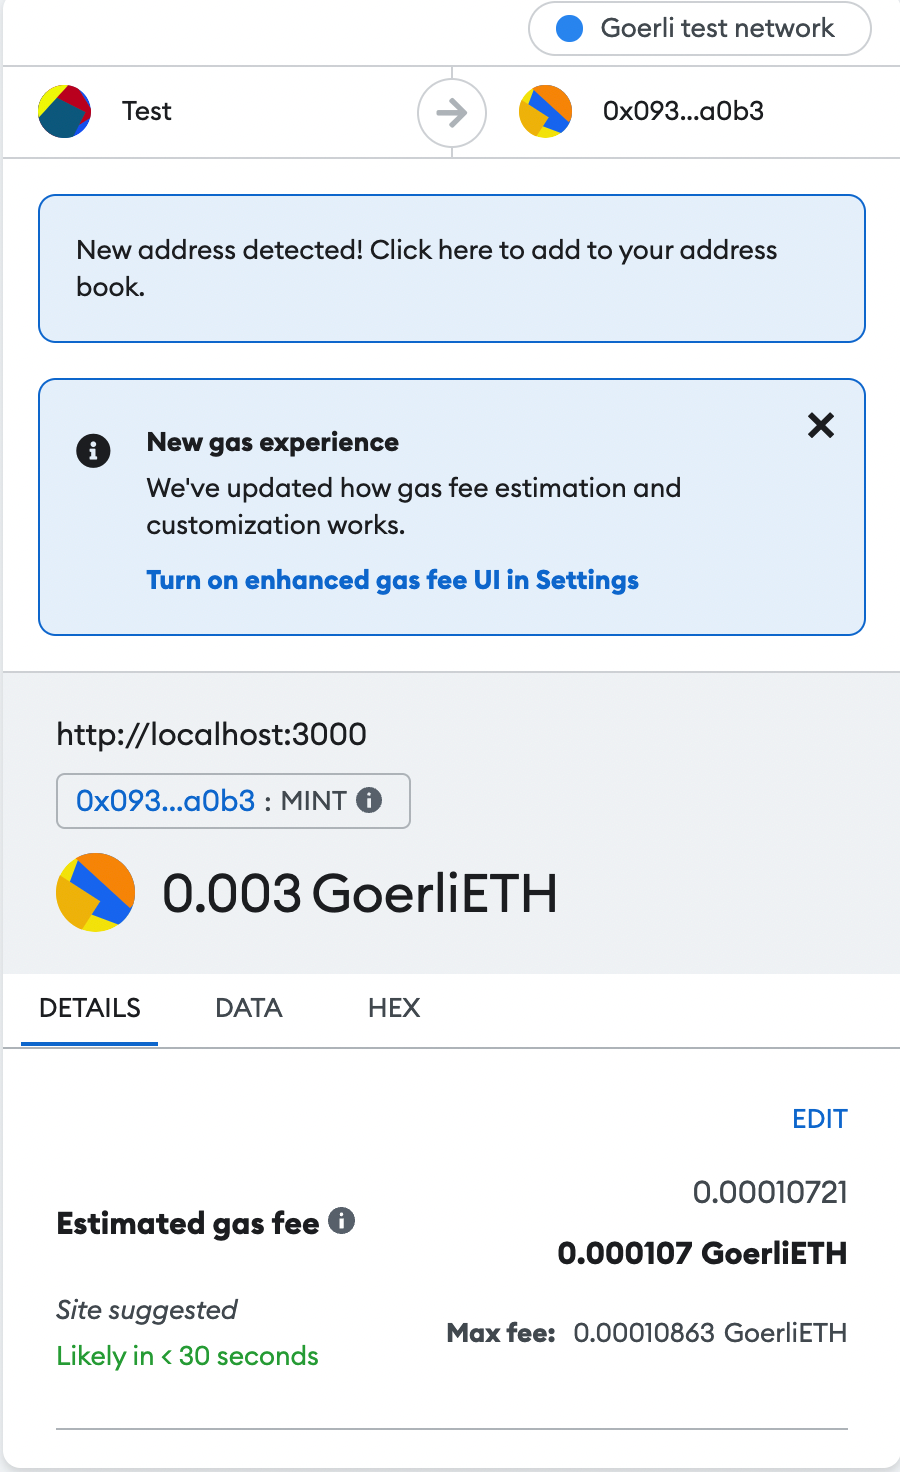 Goerli test network
Test
0x093...a0b3
New address detected! Click here to add to your address
book.
New gas experience
We've updated how gas fee estimation and
customization works.
Turn on enhanced gas fee UI in Settings
http://localhost:3000
0x093...a0b3 : MINT
0.003 GoerliETH
DETAILS
DATA
HEX
EDIT
0.00010721
Estimated gas fee
0.000107 GoerliETH
Site suggested
Max fee: 0.00010863 GoerliETH
Likely in < 30 seconds